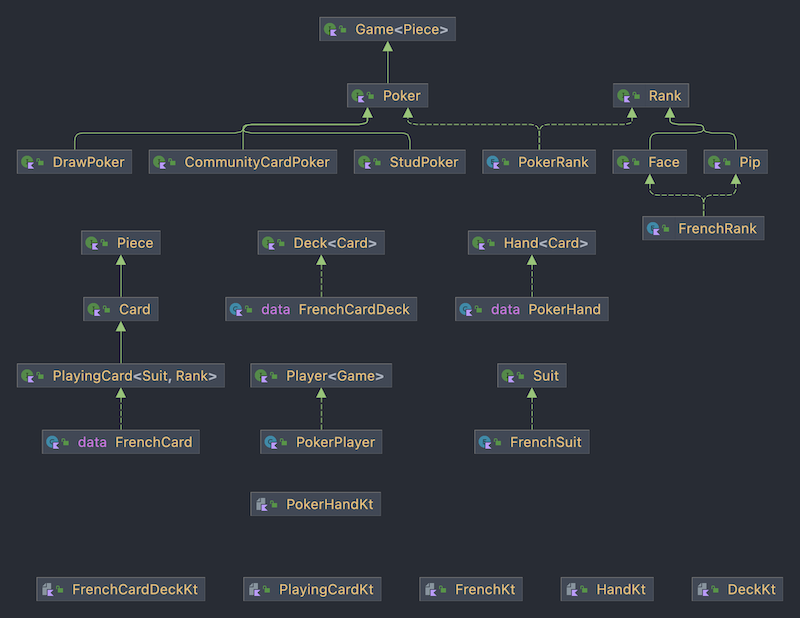 Game<Piece>
Poker
Rank
DrawPoker
CommunityCardPoker
StudPoker
PokerRank
Face
Pip
FrenchRank
Piece
Deck<Card>
Hand<Card>
Card
data FrenchCardDeck
data PokerHand
PlayingCard<Suit, Rank>
Player<Game>
Suit
data FrenchCard
PokerPlayer
FrenchSuit
PokerHandKt
FrenchCardDeckKt
PlayingCardKt
FrenchKt
HandKt
DeckKt